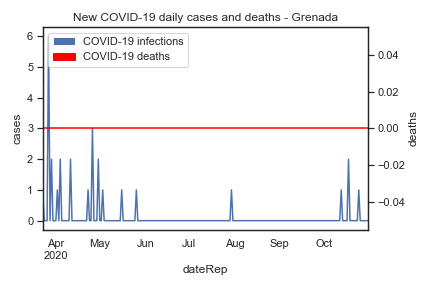 New COVID-19 daily cases and deaths - Grenada
COVID-19 infections
COVID-19 deaths
cases
6
5
4
3
2
1
0
0.04
0.02
0.00
−0.02
−0.04
deaths
Apr May Jun Jul Aug Sep Oct
2020
dateRep